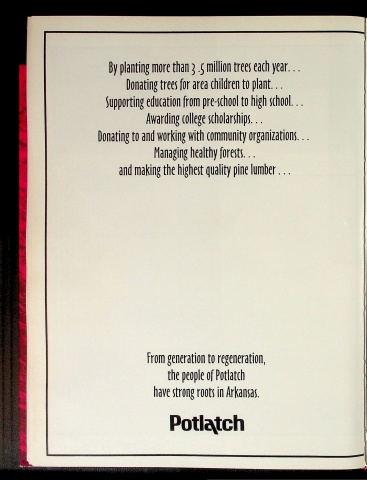 By planting more than 3.5 million trees each year...
Donating trees for area children to plant...
Supporting education from pre-school to high school...
Awarding college scholarships...
Donating to and working with community organizations...
Managing healthy forests...
and making the highest quality pine lumber...
From generation to regeneration,
the people of Potlatch
have strong roots in Arkansas.
Potlatch